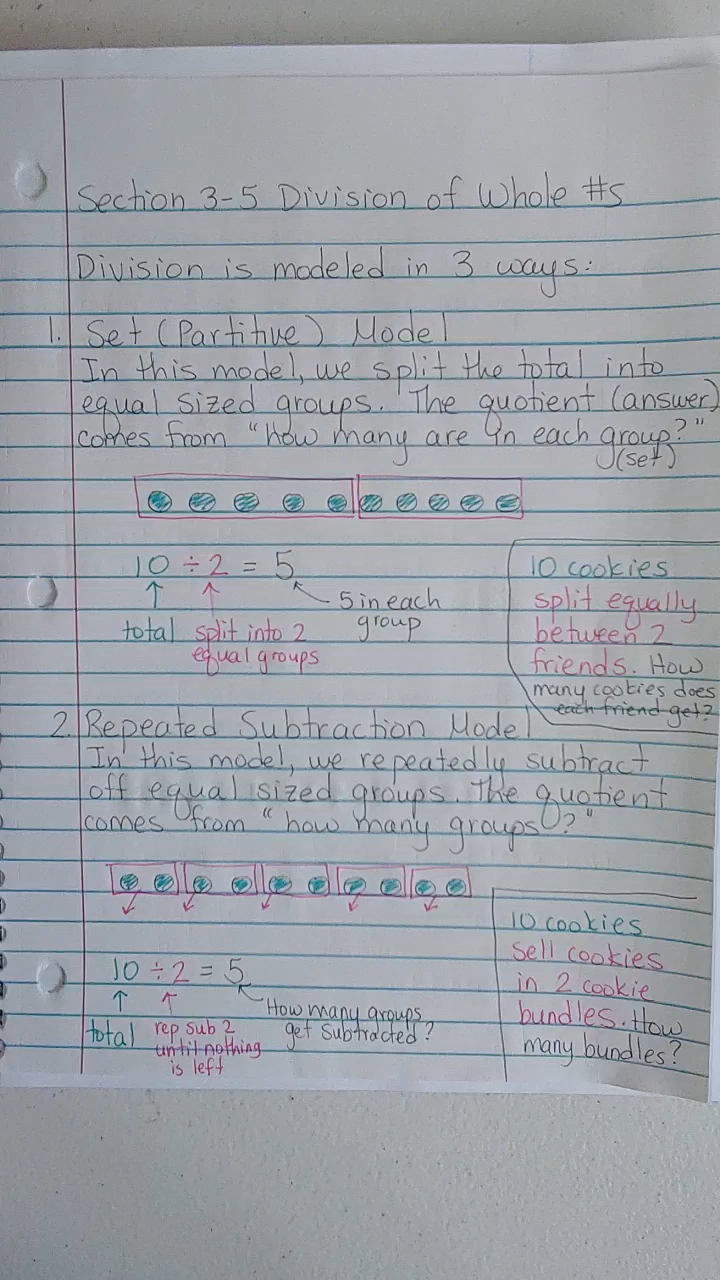 Section 3-5 Division of Whole #s
Division is modeled in 3 ways:
1. Set (Partitive) Model
In this model, we split the total into
equal sized groups. The quotient (answer)
comes from "how many are in each group?"
(set)
10 ÷ 2 = 5
5 in each
group
total
split into 2
equal groups
10 cookies
split equally
between 2
friends. How
many cookies does
each friend get?
2. Repeated Subtraction Model
In this model, we repeatedly subtract
off equal sized groups. The quotient
comes from "how many groups?"
10 ÷ 2 = 5
How many groups
get subtracted?
total
rep sub 2
until nothing
is left
10 cookies
sell cookies
in 2 cookie
bundles. How
many bundles?